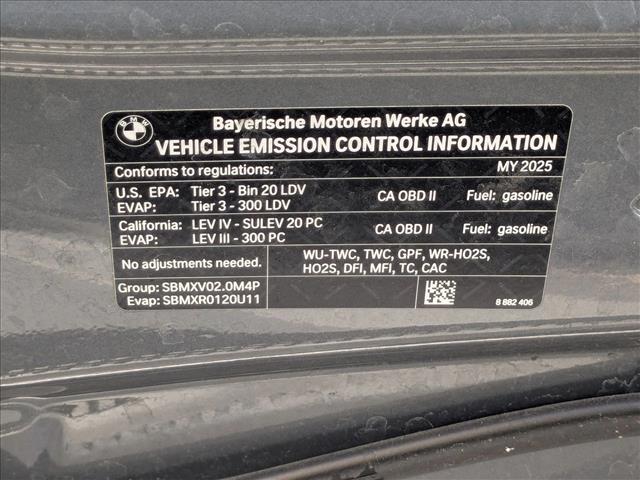 BMW
Bayerische Motoren Werke AG
VEHICLE EMISSION CONTROL INFORMATION
Conforms to regulations: MY 2025
U.S. EPA: Tier 3 - Bin 20 LDV CA OBD II Fuel: gasoline
EVAP: Tier 3 - 300 LDV
California: LEV IV - SULEV 20 PC CA OBD II Fuel: gasoline
EVAP: LEV III - 300 PC
No adjustments needed.
WU-TWC, TWC, GPF, WR-HO2S,
HO2S, DFI, MFI, TC, CAC
Group: SBMXV02.0M4P
Evap: SBMXR0120U11
8 882 406